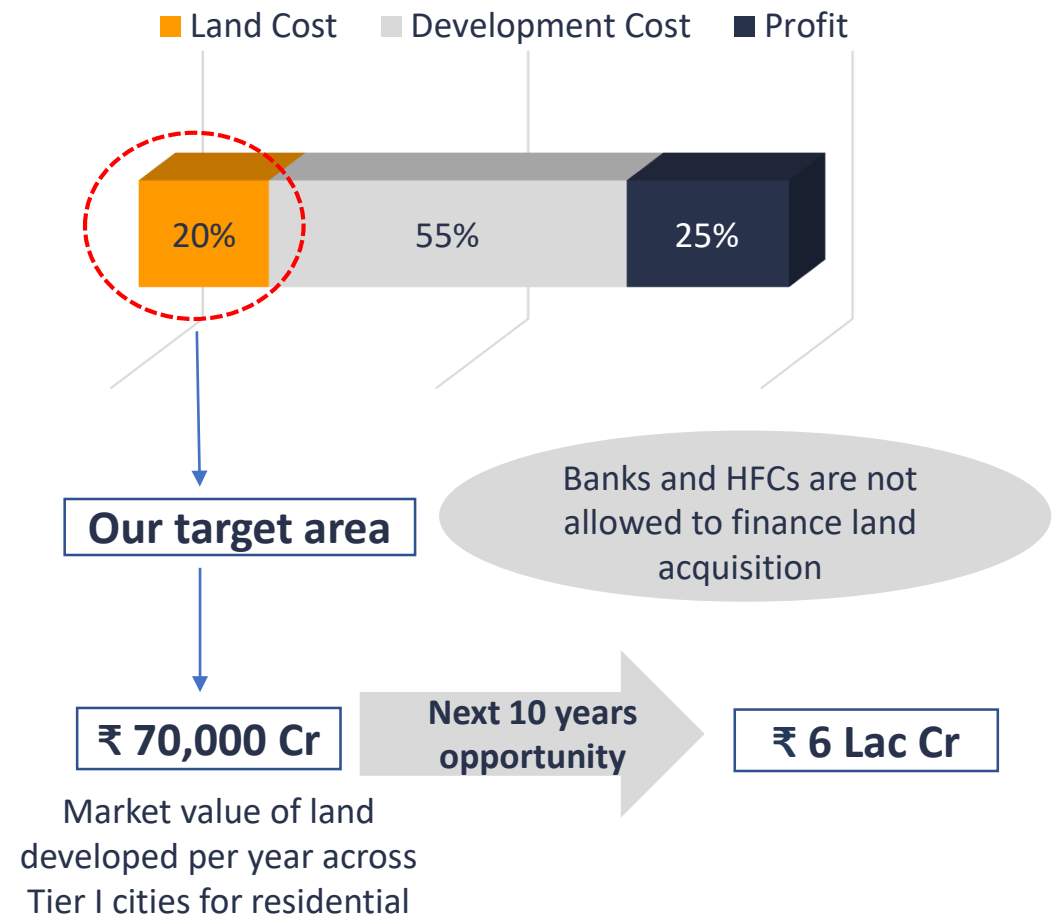 Land Cost Development Cost Profit
20% 55% 25%
Our target area
Banks and HFCs are not
allowed to finance land
acquisition
₹ 70,000 Cr
Next 10 years
opportunity
₹ 6 Lac Cr
Market value of land
developed per year across
Tier I cities for residential